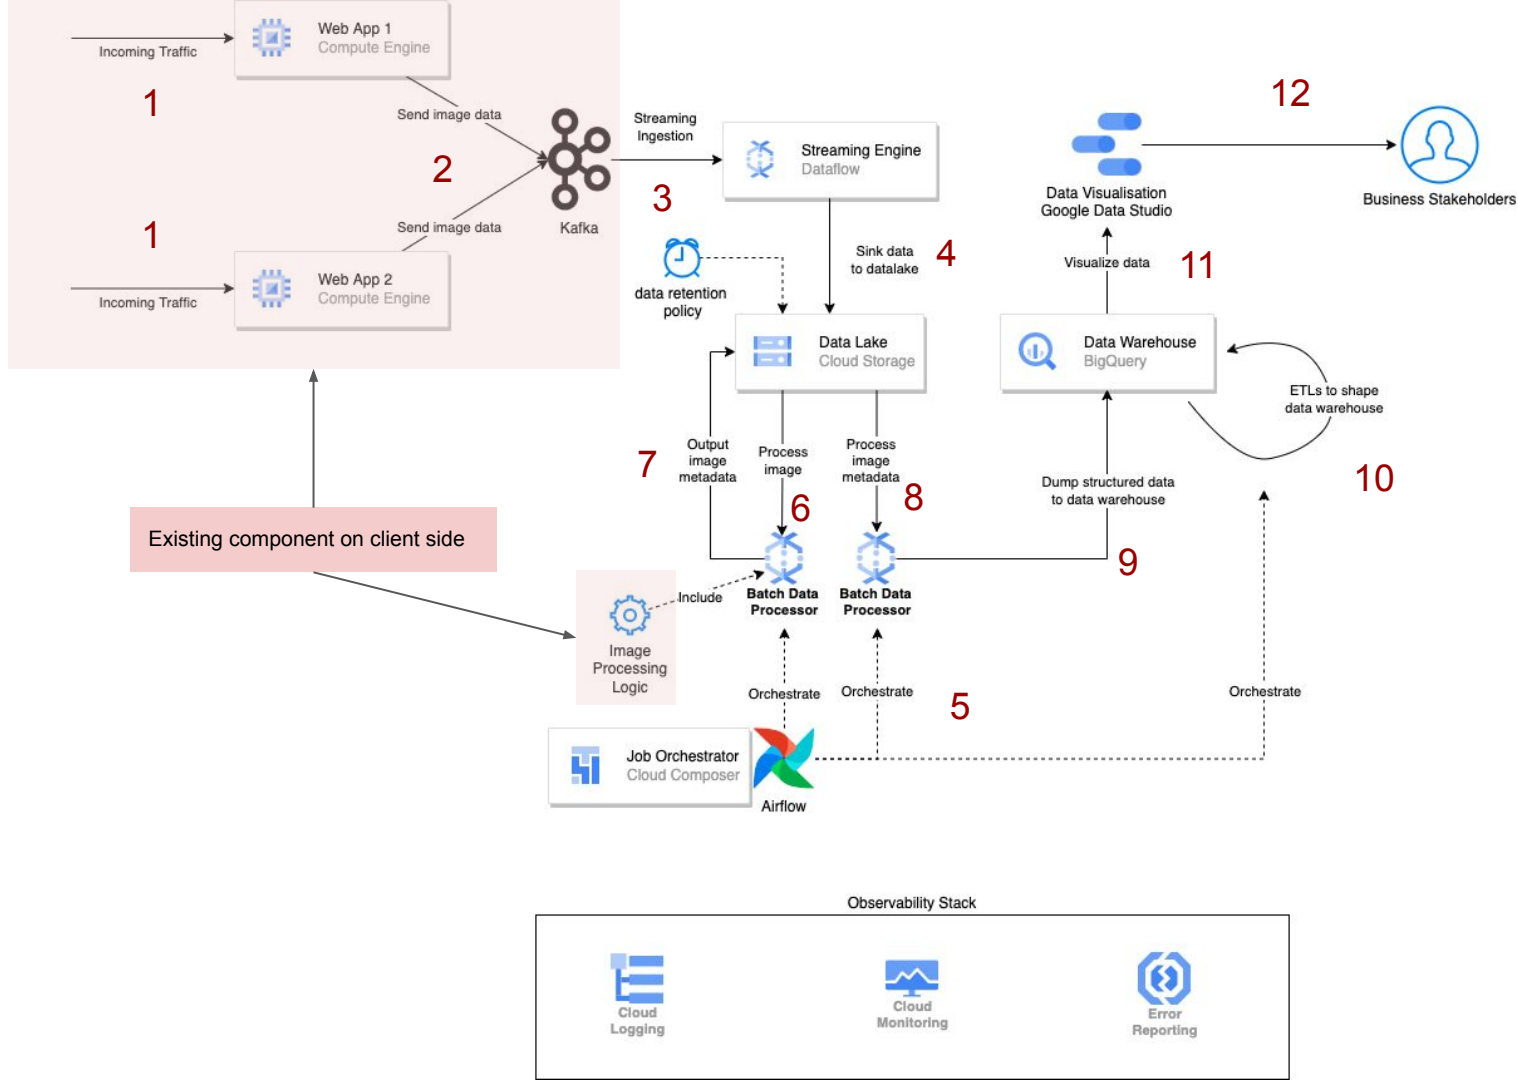 Web App 1
Compute Engine
Incoming Traffic
1
Send image data
2
Send image data
1
Web App 2
Compute Engine
Incoming Traffic
Kafka
Streaming
Ingestion
3
Streaming Engine
Dataflow
Sink data
to datalake
4
data retention
policy
Data Lake
Cloud Storage
12
Data Visualisation
Google Data Studio
Business Stakeholders
Visualize data
11
Data Warehouse
BigQuery
ETLs to shape
data warehouse
10
7
Output
image
metadata
Process
image
6
Process
image
metadata
8
Dump structured data
to data warehouse
9
Existing component on client side
Include
Image
Processing
Logic
Batch Data
Processor
Batch Data
Processor
Orchestrate
Orchestrate
5
Orchestrate
Job Orchestrator
Cloud Composer
Airflow
Observability Stack
Cloud
Logging
Cloud
Monitoring
Error
Reporting